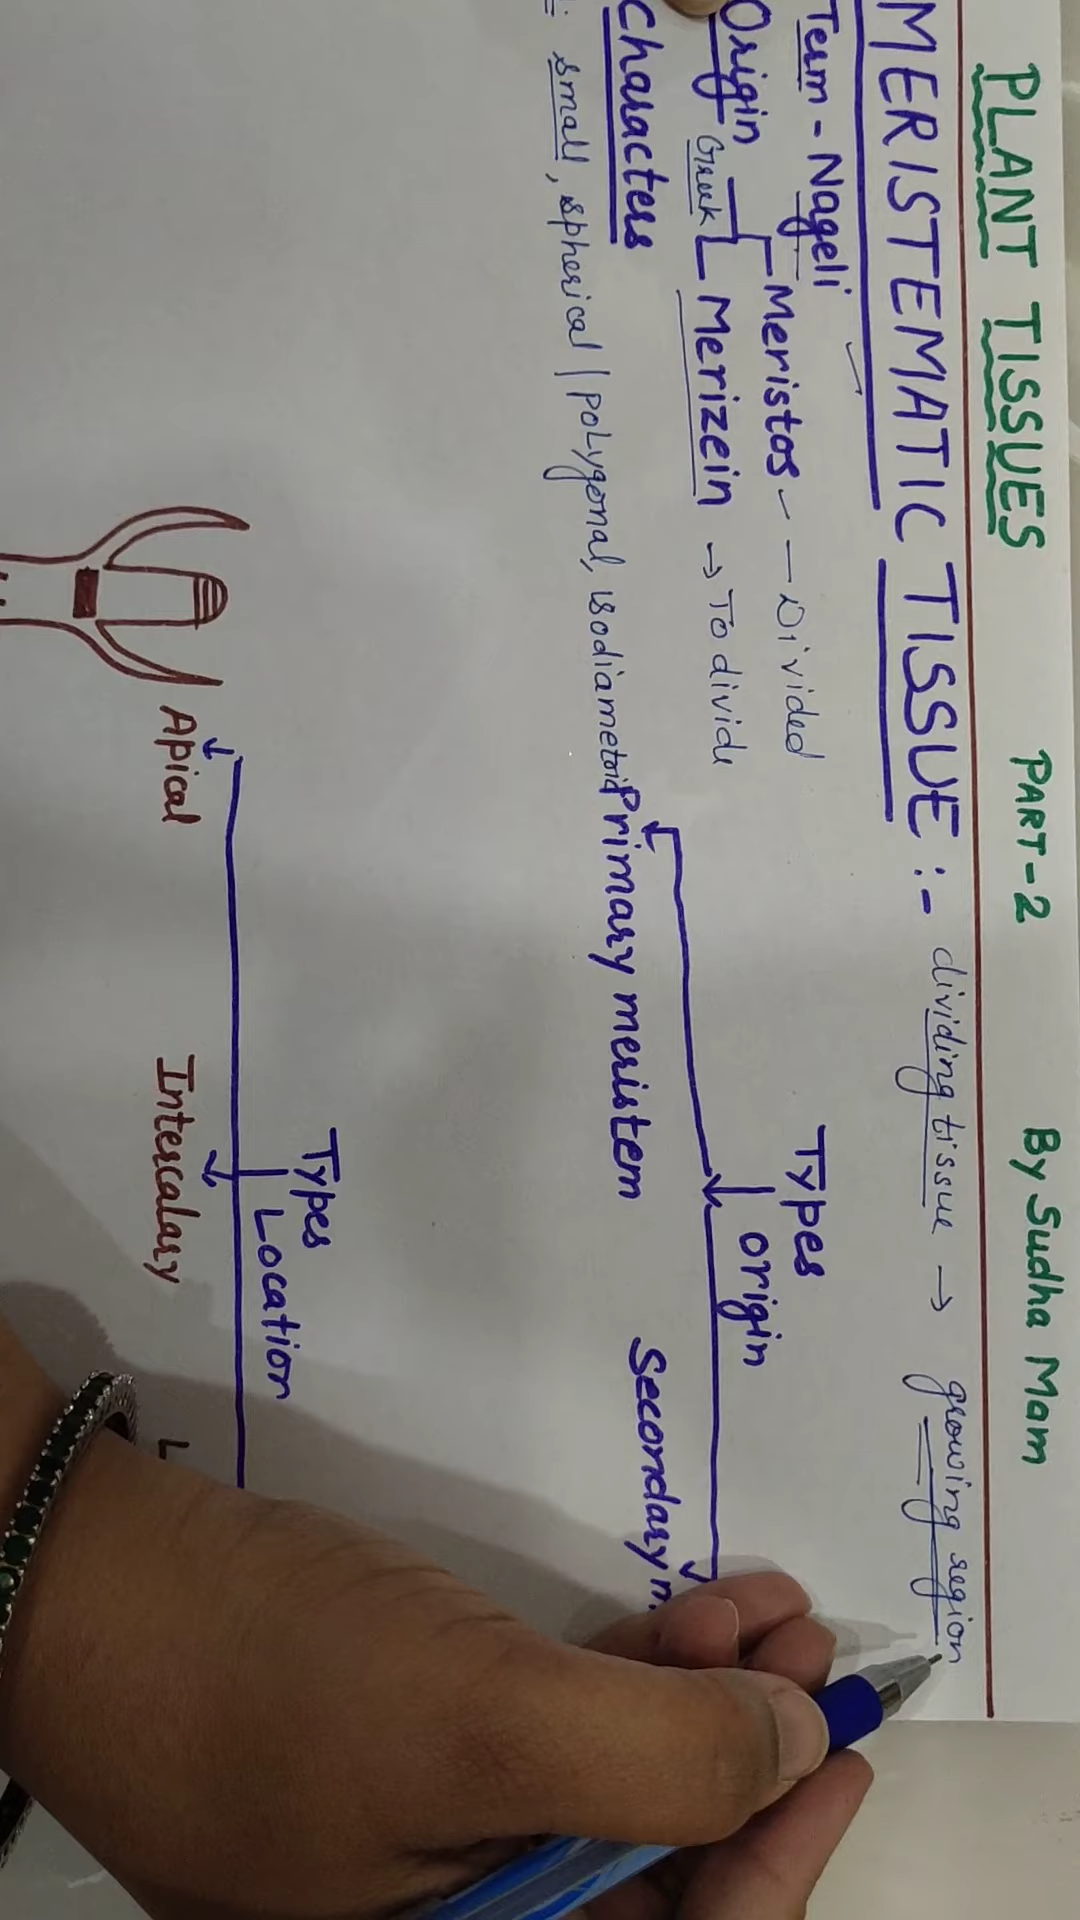 PLANT TISSUES PART-2 By Sudha Mam
MERISTEMATIC TISSUE :- dividing tissue → growing region
Term - Nageli
Meristos - - Divided
Origin Greek Merizein → To divide
Types
origin
Characters
Primary meristem Secondary m
: small, spherical / polygonal, isodiametric
Types
Location
Apical Intercalary L